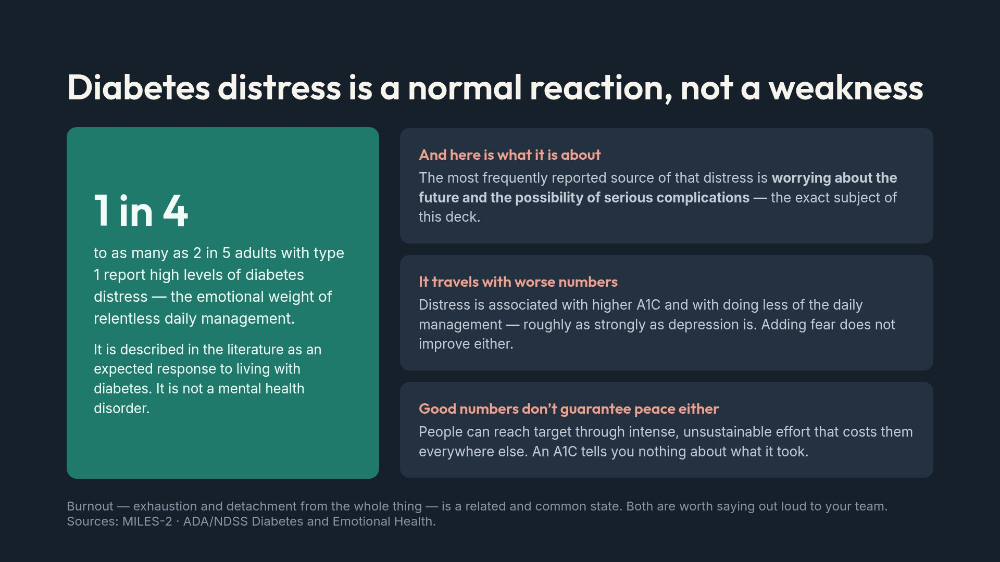 Diabetes distress is a normal reaction, not a weakness
1 in 4
to as many as 2 in 5 adults with type
1 report high levels of diabetes
distress — the emotional weight of
relentless daily management.
It is described in the literature as an
expected response to living with
diabetes. It is not a mental health
disorder.
And here is what it is about
The most frequently reported source of that distress is worrying about the
future and the possibility of serious complications — the exact subject of
this deck.
It travels with worse numbers
Distress is associated with higher A1C and with doing less of the daily
management — roughly as strongly as depression is. Adding fear does not
improve either.
Good numbers don’t guarantee peace either
People can reach target through intense, unsustainable effort that costs them
everywhere else. An A1C tells you nothing about what it took.
Burnout — exhaustion and detachment from the whole thing — is a related and common state. Both are worth saying out loud to your team.
Sources: MILES-2 · ADA/NDSS Diabetes and Emotional Health.